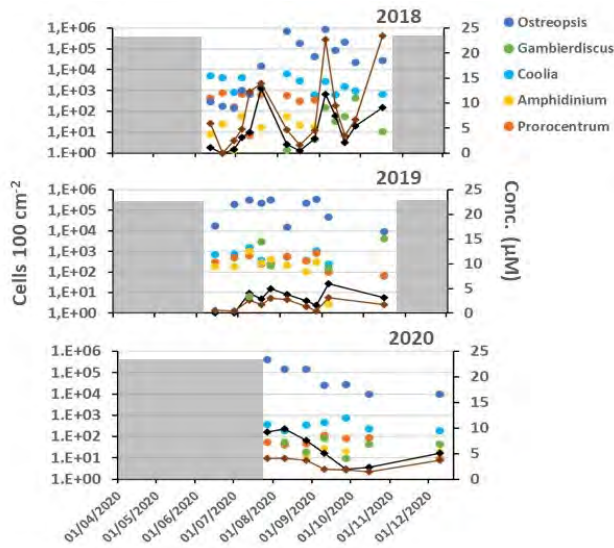 2018
1,E+06
1,E+05
1,E+04
1,E+03
1,E+02
1,E+01
1,E+00
25
20
15
10
5
0
Ostreopsis
Gambierdiscus
Coolia
Amphidinium
Prorocentrum
2019
1,E+06
1,E+05
1,E+04
1,E+03
1,E+02
1,E+01
1,E+00
25
20
15
10
5
0
Cells 100 cm-2
Conc. (µM)
2020
1,E+06
1,E+05
1,E+04
1,E+03
1,E+02
1,E+01
1,E+00
25
20
15
10
5
0
01/04/2020
01/05/2020
01/06/2020
01/07/2020
01/08/2020
01/09/2020
01/10/2020
01/11/2020
01/12/2020